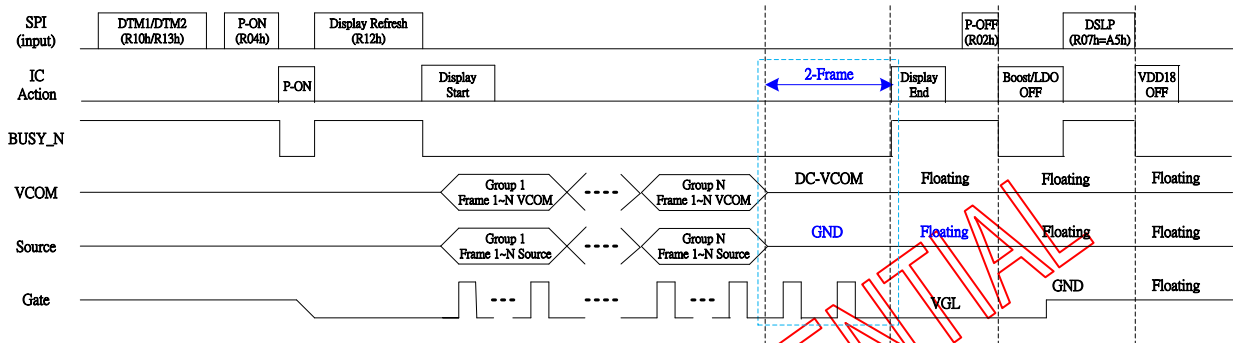 SPI
(input)
DTM1/DTM2
(R10h/R13h)
P-ON
(R04h)
Display Refresh
(R12h)
P-OFF
(R02h)
DSLP
(R07h=A5h)
IC
Action
P-ON
Display
Start
2-Frame
Display
End
Boost/LDO
OFF
VDD18
OFF
BUSY_N
VCOM
Group 1
Frame 1~N VCOM
Group N
Frame 1~N VCOM
DC-VCOM
Floating
Floating
Floating
Source
Group 1
Frame 1~N Source
Group N
Frame 1~N Source
GND
Floating
Floating
Floating
Gate
VGL
GND
Floating
ENTIAL